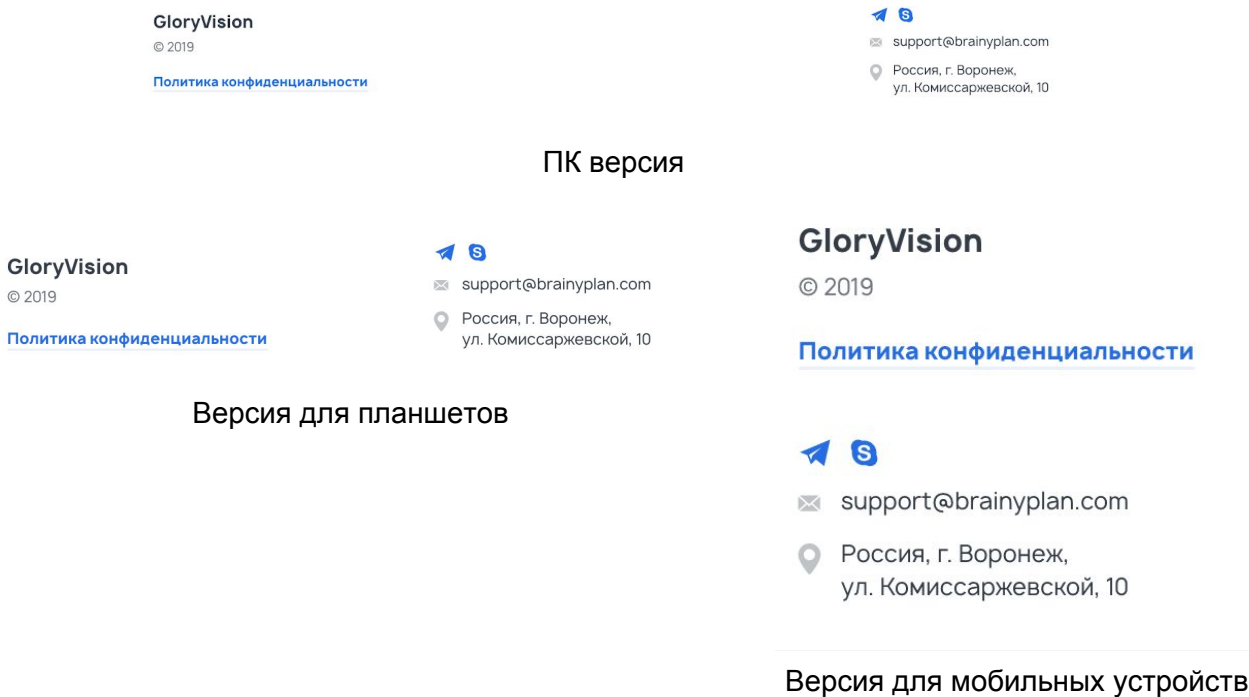 GloryVision
© 2019
Политика конфиденциальности
support@brainyplan.com
Россия, г. Воронеж,
ул. Комиссаржевской, 10
ПК версия
GloryVision
© 2019
Политика конфиденциальности
support@brainyplan.com
Россия, г. Воронеж,
ул. Комиссаржевской, 10
Версия для планшетов
GloryVision
© 2019
Политика конфиденциальности
support@brainyplan.com
Россия, г. Воронеж,
ул. Комиссаржевской, 10
Версия для мобильных устройств